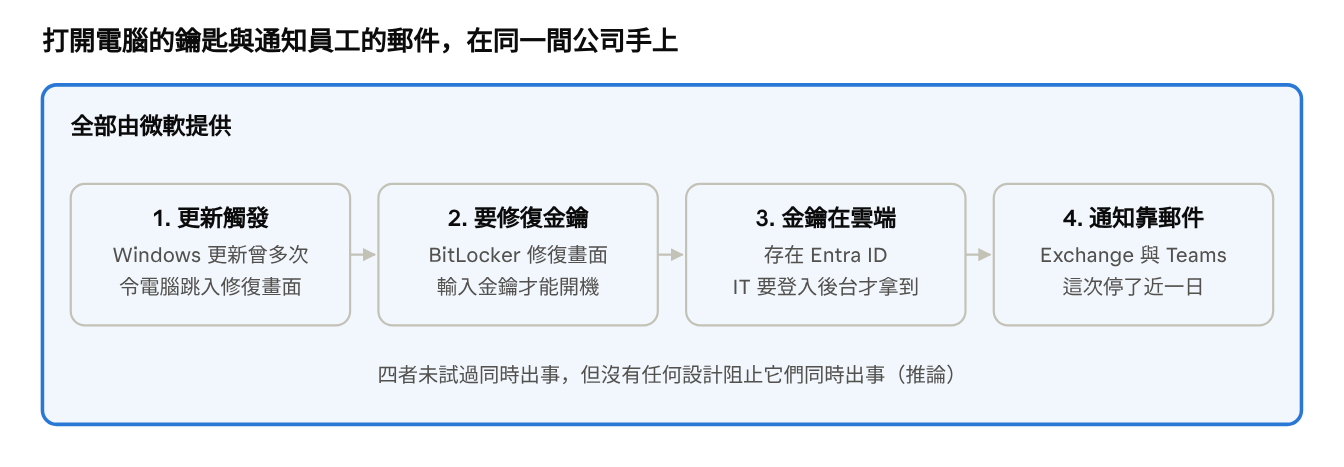 打開電腦的鑰匙與通知員工的郵件，在同一間公司手上
全部由微軟提供
1. 更新觸發
Windows 更新曾多次
令電腦跳入修復畫面
2. 要修復金鑰
BitLocker 修復畫面
輸入金鑰才能開機
3. 金鑰在雲端
存在 Entra ID
IT 要登入後台才拿到
4. 通知靠郵件
Exchange 與 Teams
這次停了近一日
四者未試過同時出事，但沒有任何設計阻止它們同時出事（推論）